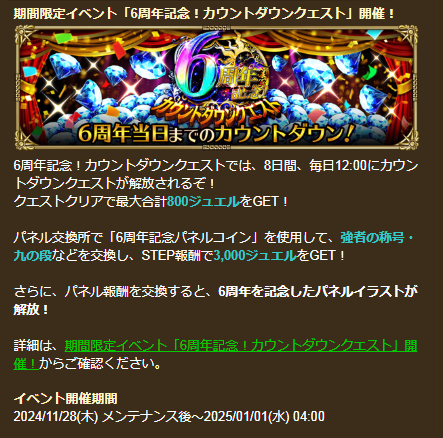 期間限定イベント「6周年記念！カウントダウンクエスト」開催！
6周年記念！
カウントダウンクエスト
6周年当日までのカウントダウン!
6周年記念！カウントダウンクエストでは、8日間、毎日12:00にカウン
トダウンクエストが解放されるぞ！
クエストクリアで最大合計800ジュエルをGET！
パネル交換所で「6周年記念パネルコイン」を使用して、強者の称号・
九の段などを交換し、STEP報酬で3,000ジュエルをGET！
さらに、パネル報酬を交換すると、6周年を記念したパネルイラストが
解放！
詳細は、期間限定イベント「6周年記念！カウントダウンクエスト」開
催！からご確認ください。
イベント開催期間
2024/11/28(木) メンテナンス後～2025/01/01(水) 04:00